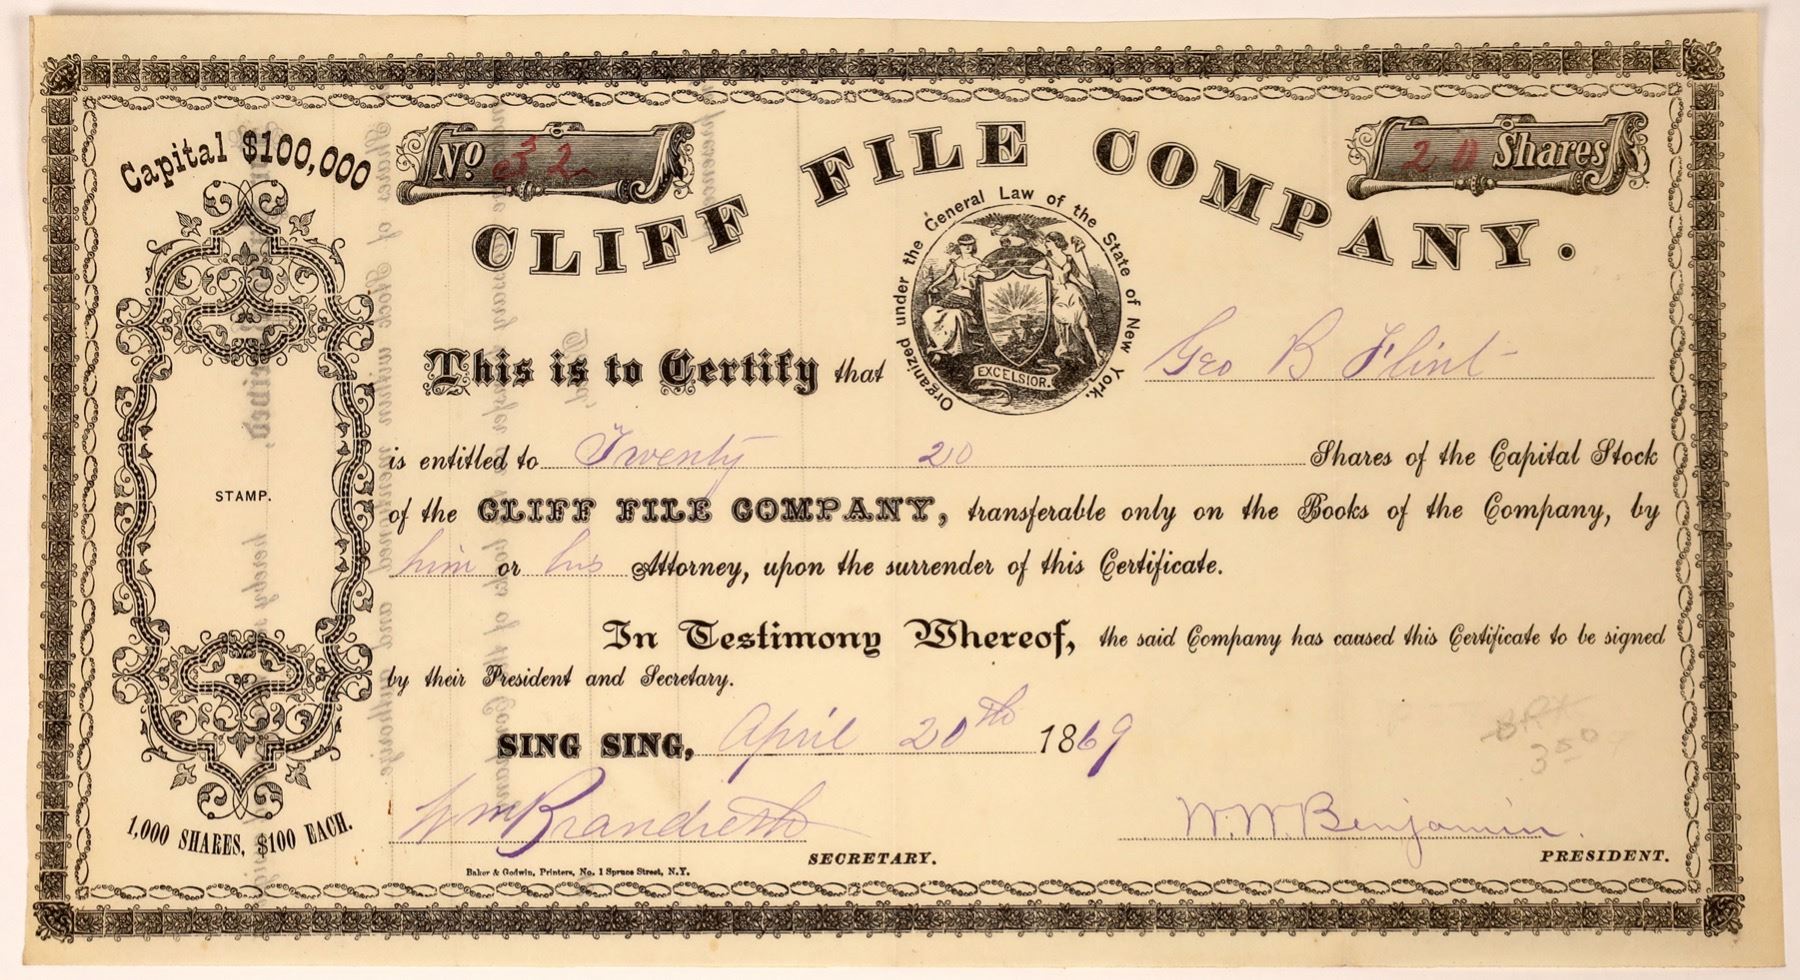 Capital $100,000
No 32
CLIFF FILE COMPANY.
20 Shares
Organized under the General Law of the State of New York.
EXCELSIOR.
This is to Certify that Geo B Flint
is entitled to Twenty 20 Shares of the Capital Stock
of the CLIFF FILE COMPANY, transferable only on the Books of the Company, by
him or his Attorney, upon the surrender of this Certificate.
STAMP.
In Testimony Whereof, the said Company has caused this Certificate to be signed
by their President and Secretary.
SING SING, April 20th 1869
BRK
3 50
Wm Brandreth
W. W. Benjamin.
SECRETARY.
PRESIDENT.
1,000 SHARES, $100 EACH.
Baker & Godwin, Printers, No. 1 Spruce Street, N.Y.